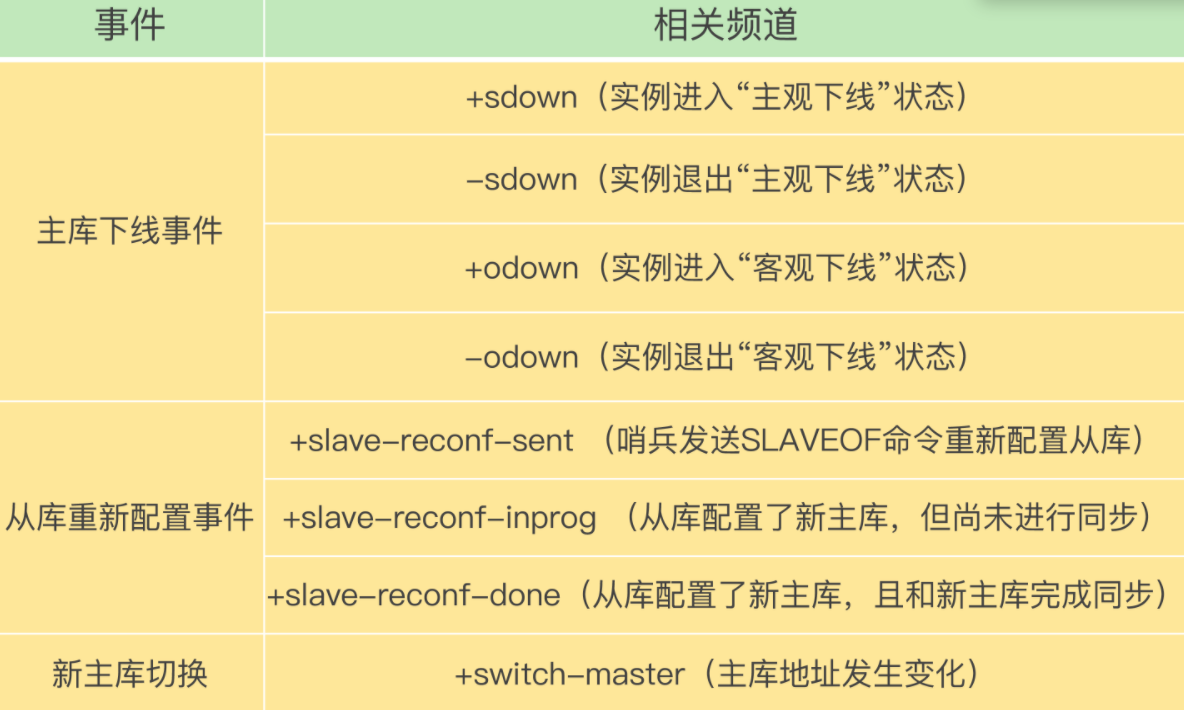 事件
相关频道
主库下线事件
+sdown（实例进入“主观下线”状态）
-sdown（实例退出“主观下线”状态）
+odown（实例进入“客观下线”状态）
-odown（实例退出“客观下线”状态）
从库重新配置事件
+slave-reconf-sent （哨兵发送SLAVEOF命令重新配置从库）
+slave-reconf-inprog （从库配置了新主库，但尚未进行同步）
+slave-reconf-done（从库配置了新主库，且和新主库完成同步）
新主库切换
+switch-master（主库地址发生变化）